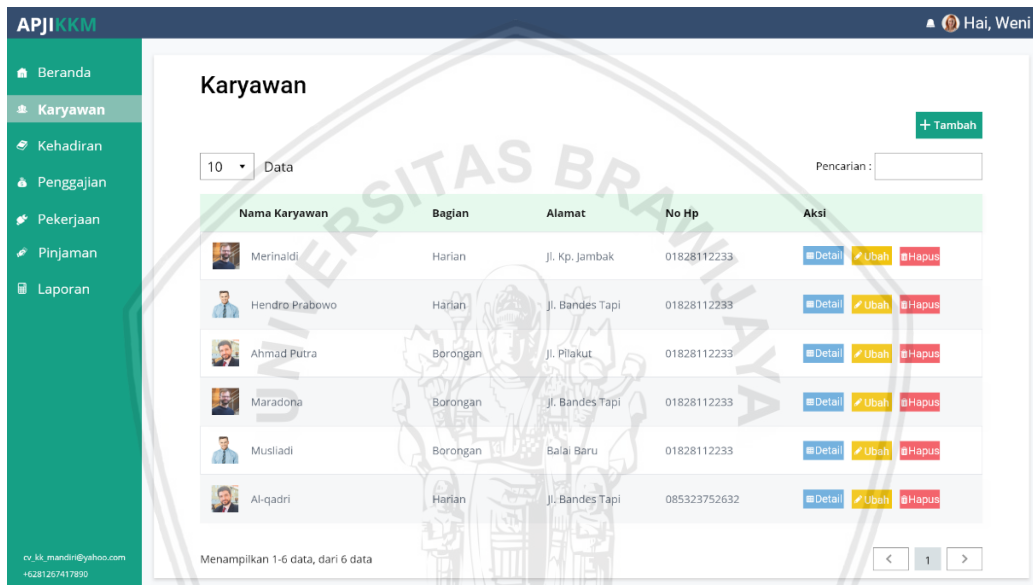 APJIKKM
Hai, Weni
Beranda
Karyawan
Kehadiran
Penggajian
Pekerjaan
Pinjaman
Laporan
cv_kk_mandiri@yahoo.com
+6281267417890
Karyawan
+ Tambah
10 Data
Pencarian :
Nama Karyawan Bagian Alamat No Hp Aksi
Merinaldi Harian Jl. Kp. Jambak 01828112233 Detail Ubah Hapus
Hendro Prabowo Harian Jl. Bandes Tapi 01828112233 Detail Ubah Hapus
Ahmad Putra Borongan Jl. Pilakut 01828112233 Detail Ubah Hapus
Maradona Borongan Jl. Bandes Tapi 01828112233 Detail Ubah Hapus
Musliadi Borongan Balai Baru 01828112233 Detail Ubah Hapus
Al-qadri Harian Jl. Bandes Tapi 085323752632 Detail Ubah Hapus
Menampilkan 1-6 data, dari 6 data
< 1 >
UNIVERSITAS BRAWIJAYA